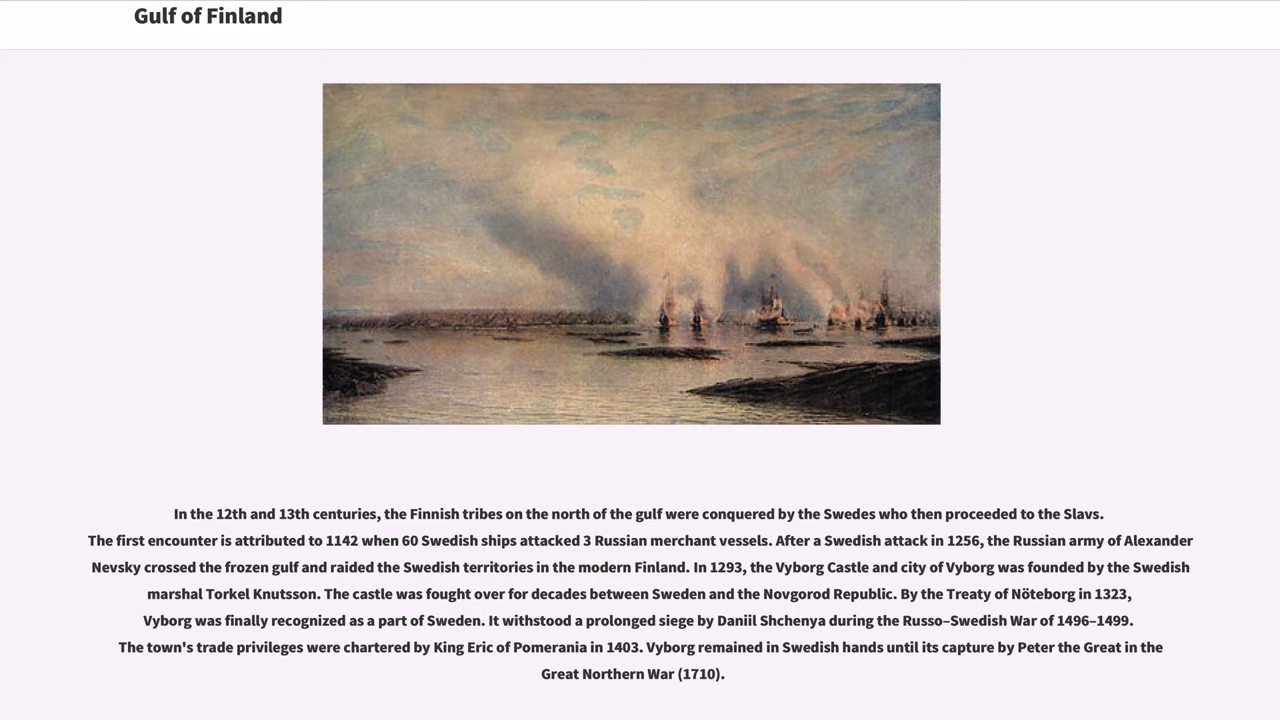 Gulf of Finland
In the 12th and 13th centuries, the Finnish tribes on the north of the gulf were conquered by the Swedes who then proceeded to the Slavs.
The first encounter is attributed to 1142 when 60 Swedish ships attacked 3 Russian merchant vessels. After a Swedish attack in 1256, the Russian army of Alexander
Nevsky crossed the frozen gulf and raided the Swedish territories in the modern Finland. In 1293, the Vyborg Castle and city of Vyborg was founded by the Swedish
marshal Torkel Knutsson. The castle was fought over for decades between Sweden and the Novgorod Republic. By the Treaty of Nöteborg in 1323,
Vyborg was finally recognized as a part of Sweden. It withstood a prolonged siege by Daniil Shchenya during the Russo–Swedish War of 1496–1499.
The town's trade privileges were chartered by King Eric of Pomerania in 1403. Vyborg remained in Swedish hands until its capture by Peter the Great in the
Great Northern War (1710).